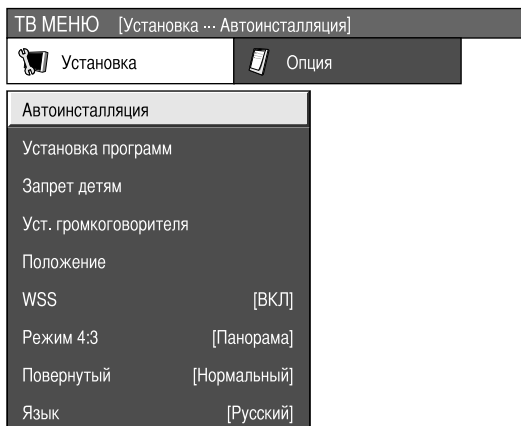 ТВ МЕНЮ [Установка ··· Автоинсталляция]
Установка Опция
Автоинсталляция
Установка программ
Запрет детям
Уст. громкоговорителя
Положение
WSS [ВКЛ]
Режим 4:3 [Панорама]
Повернутый [Нормальный]
Язык [Русский]